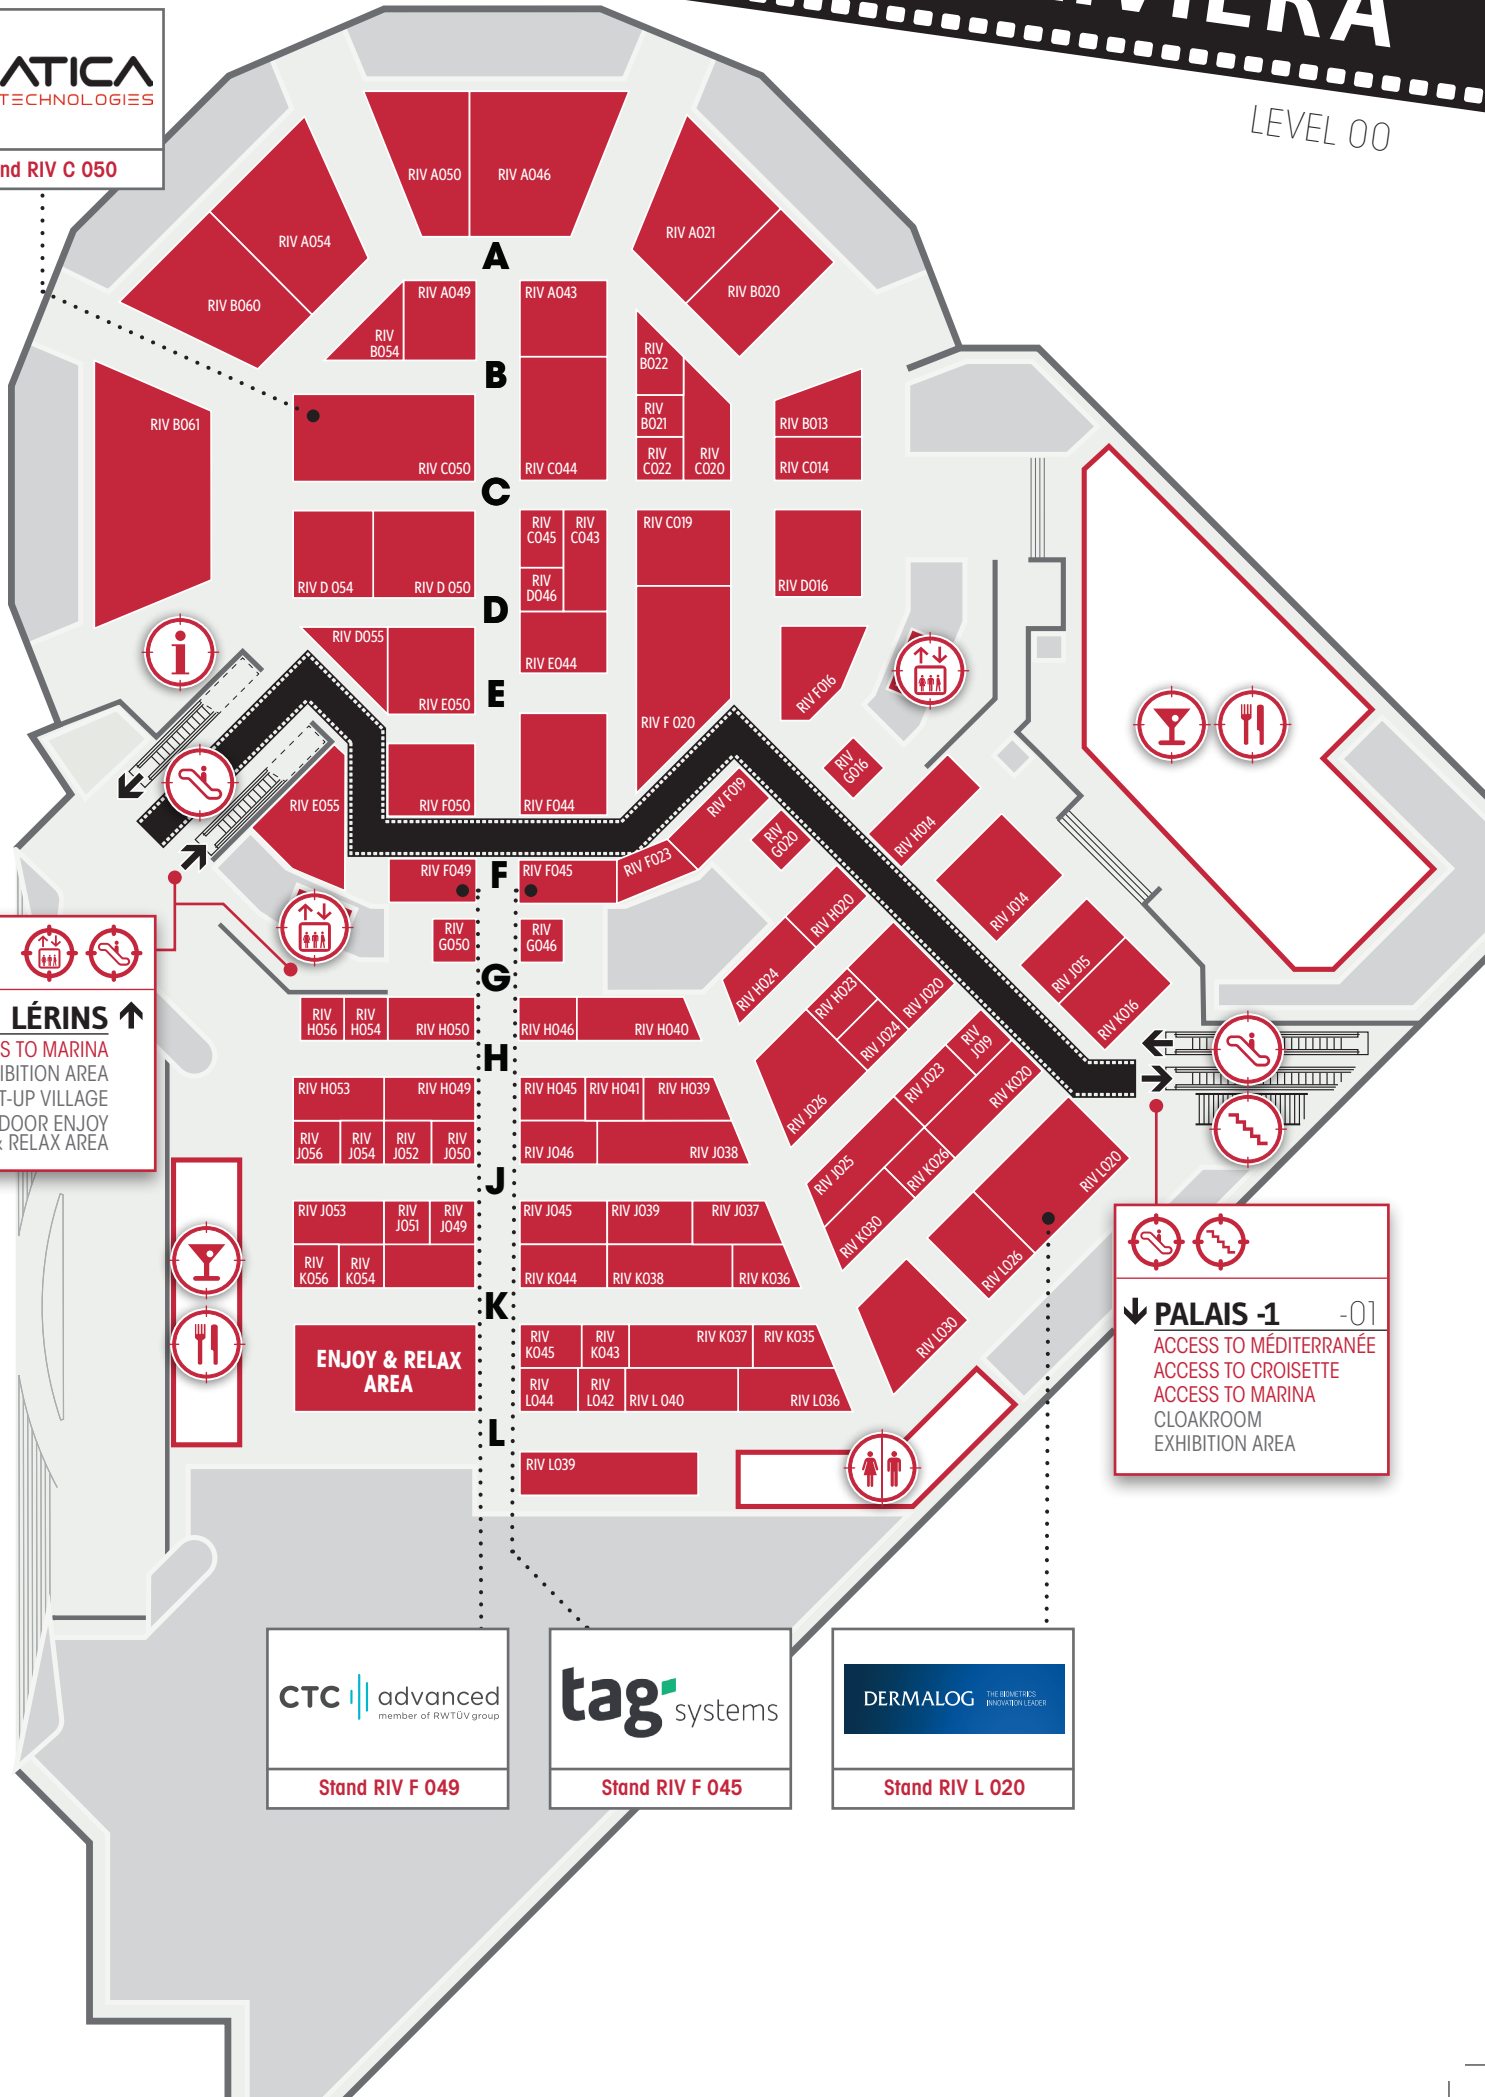 LEVEL 00
ATICA
TECHNOLOGIES
nd RIV C 050
RIV A050
RIV A046
RIV A054
RIV A021
RIV B060
RIV B020
A
RIV A049
RIV A043
RIV
B054
RIV
B022
B
RIV B061
RIV
B021
RIV B013
RIV C050
RIV C044
RIV
C022
RIV
C020
RIV C014
C
RIV
C045
RIV
C043
RIV C019
RIV D 054
RIV D 050
RIV
D046
RIV D016
D
RIV D055
RIV E044
RIV E050
E
RIV F 020
RIV F016
RIV
G016
RIV E055
RIV F050
RIV F044
RIV F019
RIV
G020
RIV H014
RIV F049
F
RIV F045
RIV F023
RIV J014
RIV
G050
RIV
G046
RIV H020
G
RIV H024
RIV H023
RIV J020
RIV J015
RIV K016
LÉRINS
S TO MARINA
IBITION AREA
T-UP VILLAGE
DOOR ENJOY
& RELAX AREA
RIV
H056
RIV
H054
RIV H050
RIV H046
RIV H040
RIV J024
RIV
J019
H
RIV H053
RIV H049
RIV H045
RIV H041
RIV H039
RIV J026
RIV J023
RIV K020
RIV
J056
RIV
J054
RIV
J052
RIV
J050
RIV J046
RIV J038
J
RIV J025
RIV K026
RIV L020
RIV J053
RIV
J051
RIV
J049
RIV J045
RIV J039
RIV J037
RIV K030
RIV L026
RIV
K056
RIV
K054
RIV K044
RIV K038
RIV K036
K
RIV L030
ENJOY & RELAX
AREA
RIV
K045
RIV
K043
RIV K037
RIV K035
RIV
L044
RIV
L042
RIV L 040
RIV L036
L
RIV L039
PALAIS -1 -01
ACCESS TO MÉDITERRANÉE
ACCESS TO CROISETTE
ACCESS TO MARINA
CLOAKROOM
EXHIBITION AREA
CTC advanced
member of RWTÜV group
Stand RIV F 049
tag systems
Stand RIV F 045
DERMALOG THE BIOMETRICS
INNOVATION LEADER
Stand RIV L 020